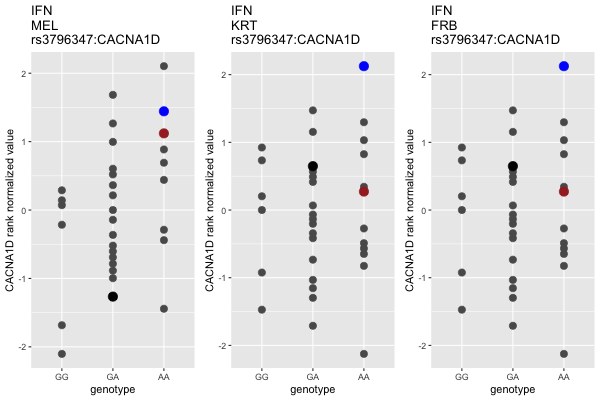 IFN
MEL
rs3796347:CACNA1D
CACNA1D rank normalized value
2
1
0
-1
-2
GG GA AA
genotype
IFN
KRT
rs3796347:CACNA1D
CACNA1D rank normalized value
2
1
0
-1
-2
GG GA AA
genotype
IFN
FRB
rs3796347:CACNA1D
CACNA1D rank normalized value
2
1
0
-1
-2
GG GA AA
genotype